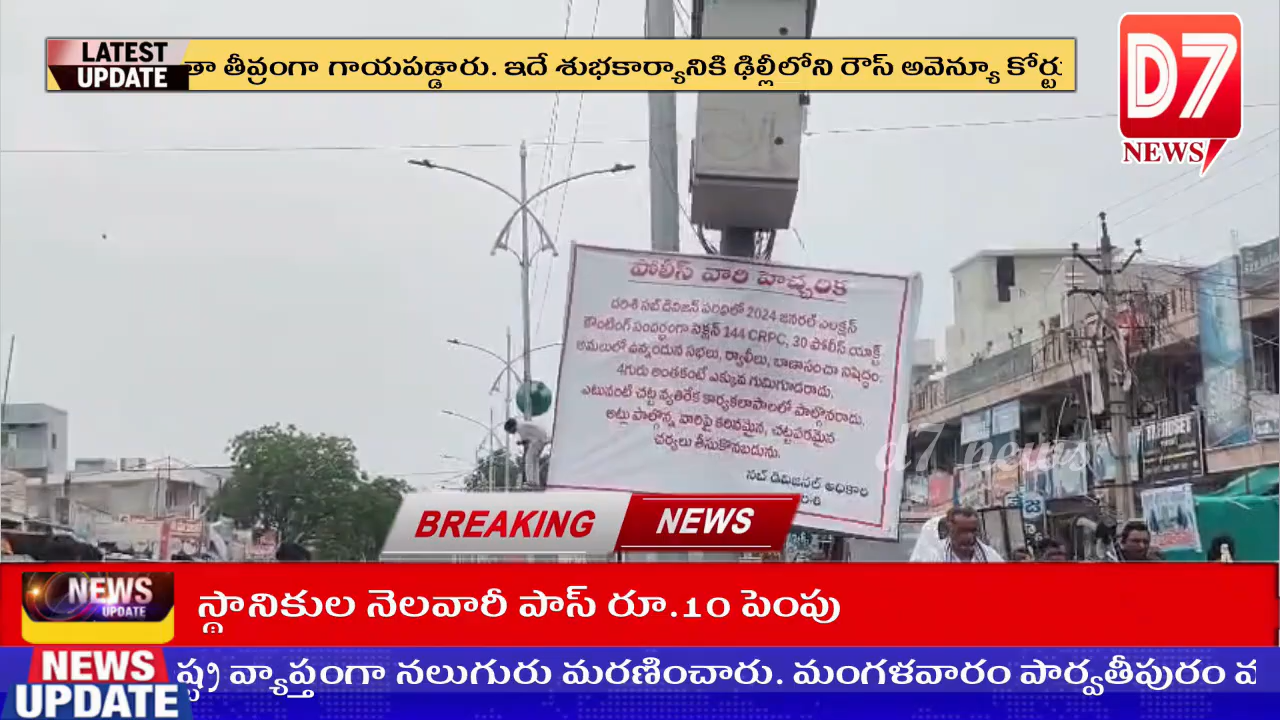 LATEST
UPDATE
తా తీవ్రంగా గాయపడ్డారు. ఇదే శుభకార్యానికి ఢిల్లీలోని రౌస్ అవెన్యూ కోర్టు
D7
NEWS
పోలీస్ వారి హెచ్చరిక
దరిశి సబ్ డివిజన్ పరిధిలో 2024 జనరల్ ఎలక్షన్
కౌంటింగ్ సందర్భంగా సెక్షన్ 144 CRPC, 30 పోలీస్ యాక్ట్
అమలులో ఉన్నందున సభలు, ర్యాలీలు, బాణాసంచా నిషిద్ధం.
4గురు అంతకంటే ఎక్కువ గుమిగూడరాదు.
ఎటువంటి చట్ట వ్యతిరేక కార్యకలాపాలలో పాల్గొనరాదు.
అట్లు పాల్గొన్న వారిపై కఠినమైన, చట్టపరమైన
చర్యలు తీసుకొనబడును.
సబ్ డివిజనల్ అధికారి
d7 news
BREAKING NEWS
NEWS
UPDATE
స్థానికుల నెలవారీ పాస్ రూ.10 పెంపు
NEWS
UPDATE
ష్ట్ర వ్యాప్తంగా నలుగురు మరణించారు. మంగళవారం పార్వతీపురం